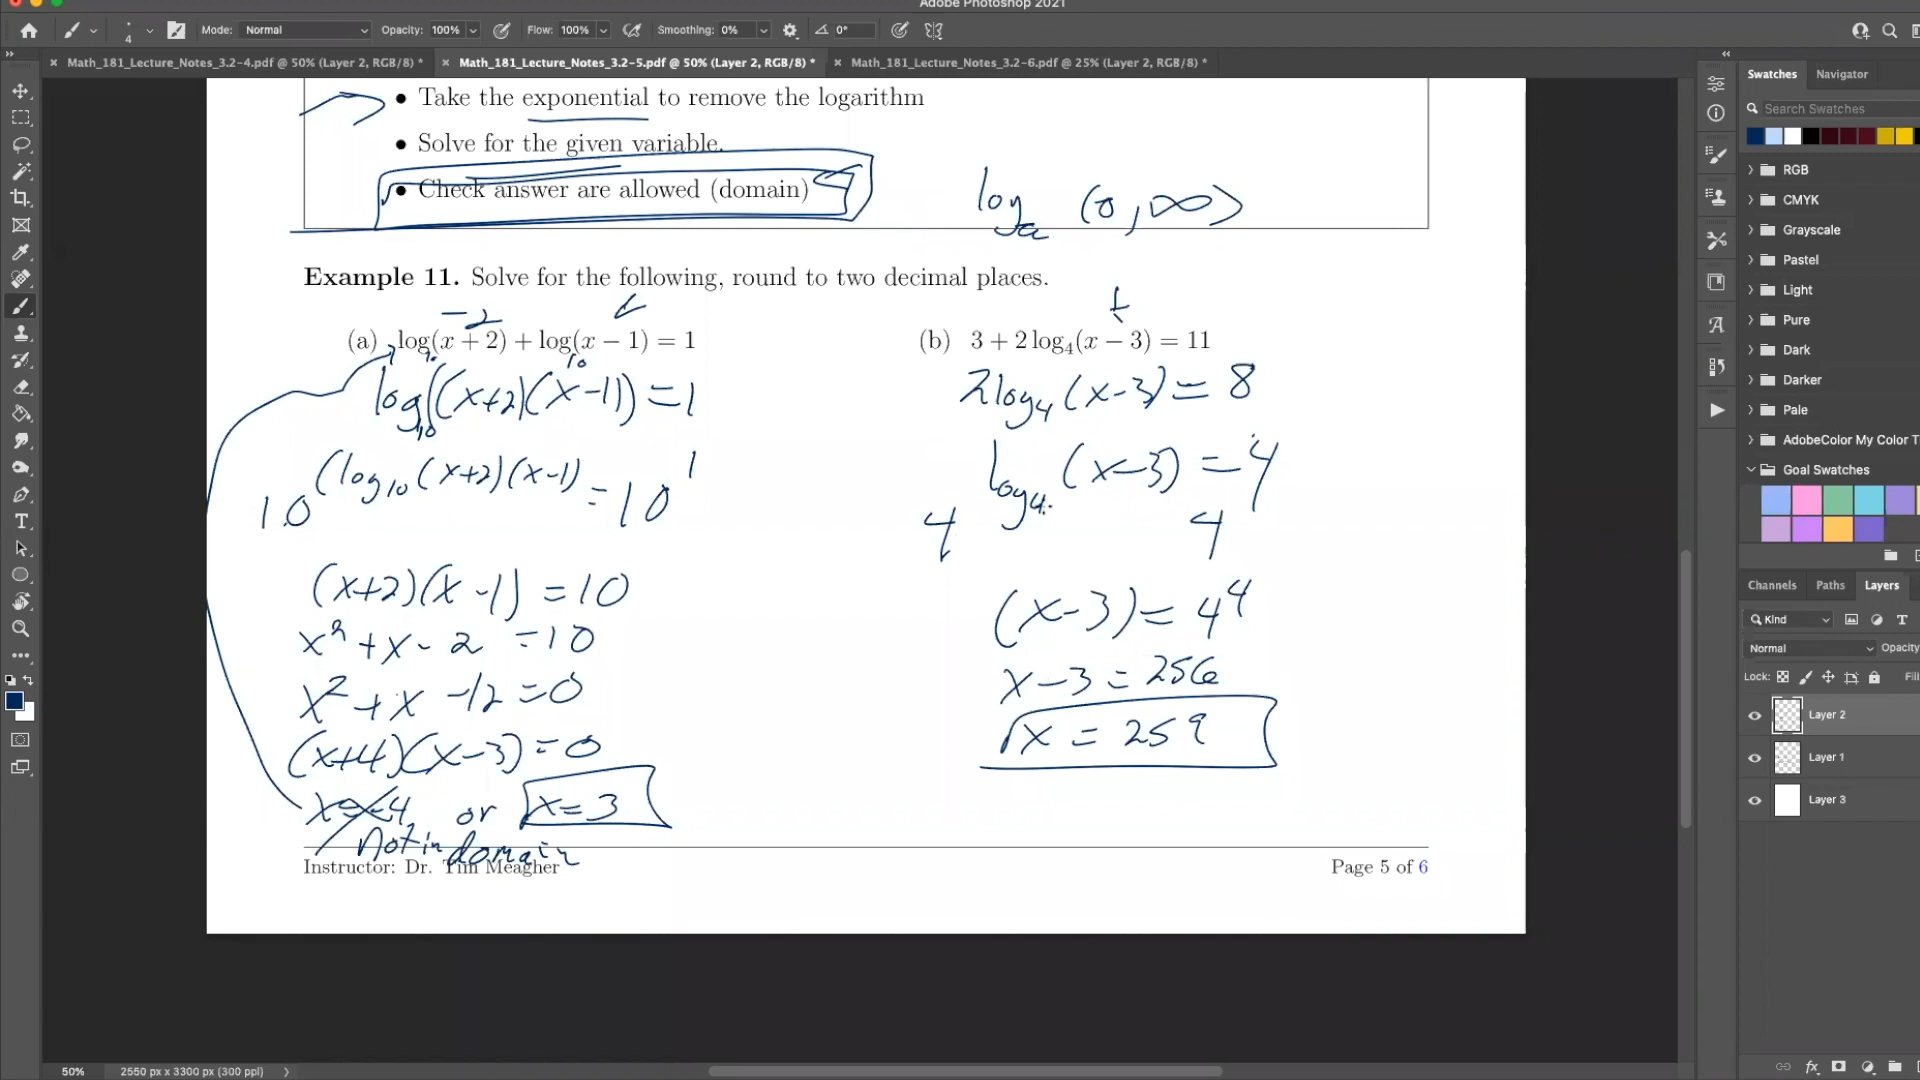 Adobe Photoshop 2021
4 Mode: Normal Opacity: 100% Flow: 100% Smoothing: 0% 0°
× Math_181_Lecture_Notes_3.2-4.pdf @ 50% (Layer 2, RGB/8) * × Math_181_Lecture_Notes_3.2-5.pdf @ 50% (Layer 2, RGB/8) * × Math_181_Lecture_Notes_3.2-6.pdf @ 25% (Layer 2, RGB/8) *
• Take the exponential to remove the logarithm
• Solve for the given variable.
• Check answer are allowed (domain)
logₐ (0, ∞)
Example 11. Solve for the following, round to two decimal places.
-2
(a) log(x + 2) + log(x − 1) = 1
10 10
log₁₀((x+2)(x-1)) = 1
10^(log₁₀(x+2)(x-1) = 10^1
(x+2)(x-1) = 10
x² + x - 2 = 10
x² + x - 12 = 0
(x+4)(x-3) = 0
x=-4 or x=3
Not in domain
(b) 3 + 2 log₄(x − 3) = 11
2log₄(x-3) = 8
log₄(x-3) = 4
4 4
(x-3) = 4⁴
x-3 = 256
x = 259
Instructor: Dr. Tim Meagher
Page 5 of 6
Swatches Navigator
Search Swatches
RGB
CMYK
Grayscale
Pastel
Light
Pure
Dark
Darker
Pale
AdobeColor My Color T
Goal Swatches
Channels Paths Layers
Kind
Normal Opacity
Lock: Fil
Layer 2
Layer 1
Layer 3
50% 2550 px x 3300 px (300 ppi)